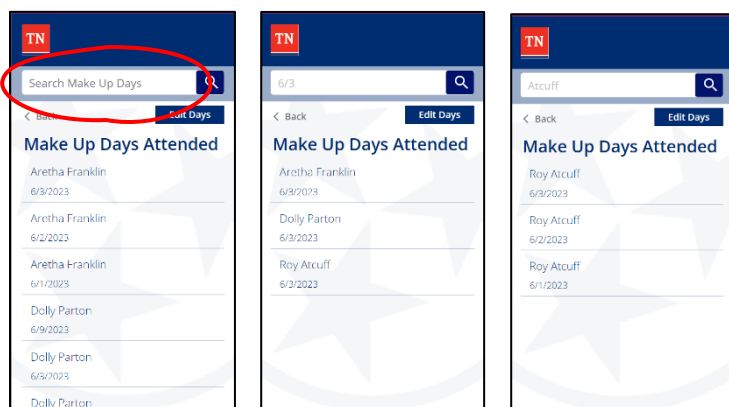 TN
Search Make Up Days
< Back
Edit Days
Make Up Days Attended
Aretha Franklin
6/3/2023
Aretha Franklin
6/2/2023
Aretha Franklin
6/1/2023
Dolly Parton
6/9/2023
Dolly Parton
6/3/2023
Dolly Parton
TN
6/3
< Back
Edit Days
Make Up Days Attended
Aretha Franklin
6/3/2023
Dolly Parton
6/3/2023
Roy Atcuff
6/3/2023
TN
Atcuff
< Back
Edit Days
Make Up Days Attended
Roy Atcuff
6/3/2023
Roy Atcuff
6/2/2023
Roy Atcuff
6/1/2023